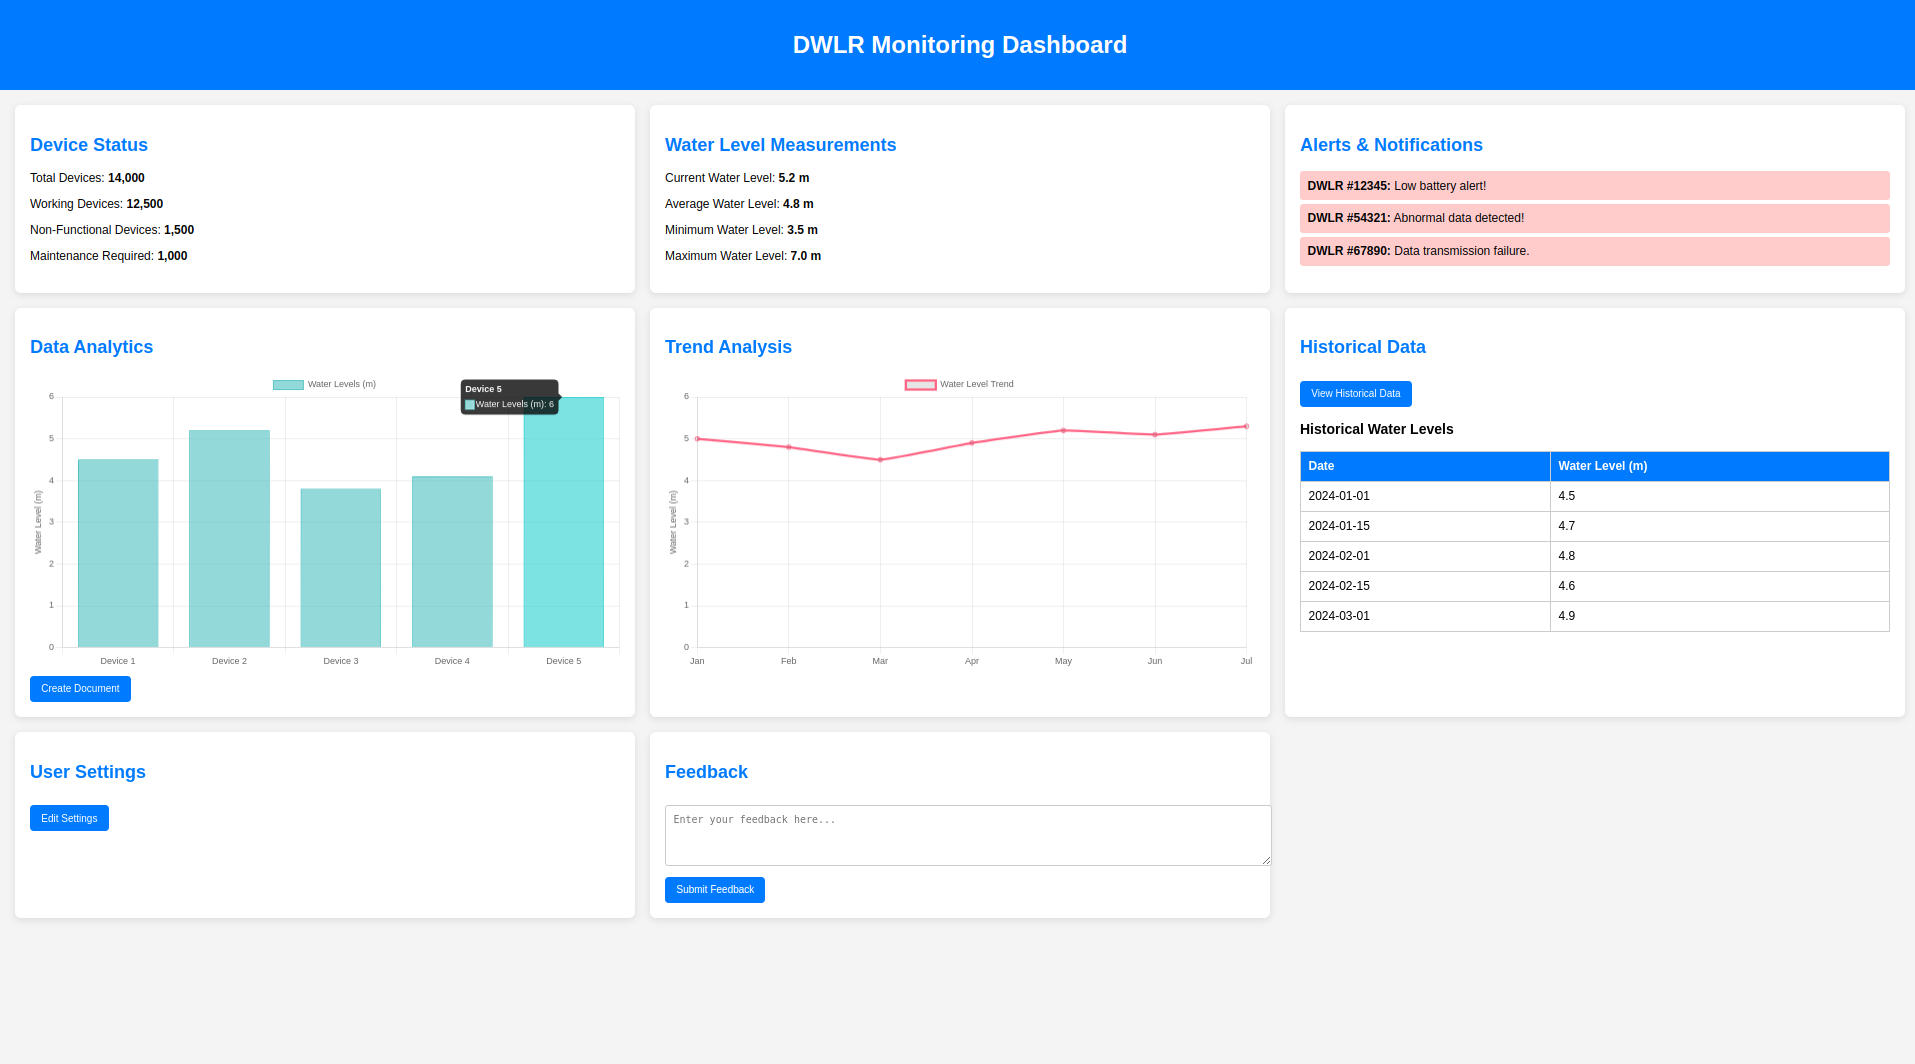 DWLR Monitoring Dashboard
Device Status
Total Devices: 14,000
Working Devices: 12,500
Non-Functional Devices: 1,500
Maintenance Required: 1,000
Water Level Measurements
Current Water Level: 5.2 m
Average Water Level: 4.8 m
Minimum Water Level: 3.5 m
Maximum Water Level: 7.0 m
Alerts & Notifications
DWLR #12345: Low battery alert!
DWLR #54321: Abnormal data detected!
DWLR #67890: Data transmission failure.
Data Analytics
Water Levels (m)
Device 5
Water Levels (m): 6
Water Level (m)
6
5
4
3
2
1
0
Device 1 Device 2 Device 3 Device 4 Device 5
Create Document
Trend Analysis
Water Level Trend
Water Level (m)
6
5
4
3
2
1
0
Jan Feb Mar Apr May Jun Jul
Historical Data
View Historical Data
Historical Water Levels
Date Water Level (m)
2024-01-01 4.5
2024-01-15 4.7
2024-02-01 4.8
2024-02-15 4.6
2024-03-01 4.9
User Settings
Edit Settings
Feedback
Enter your feedback here...
Submit Feedback